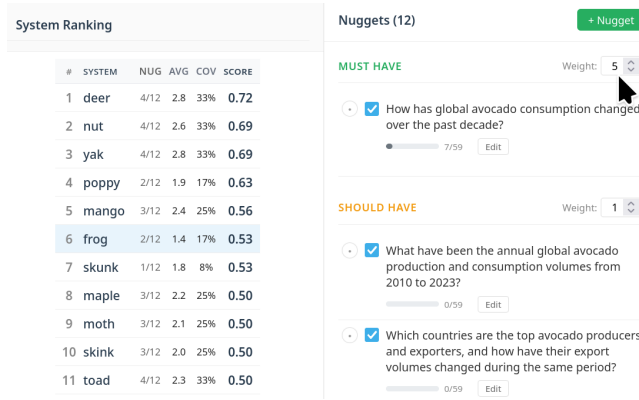 System Ranking
# SYSTEM NUG AVG COV SCORE
1 deer 4/12 2.8 33% 0.72
2 nut 4/12 2.6 33% 0.69
3 yak 4/12 2.8 33% 0.69
4 poppy 2/12 1.9 17% 0.63
5 mango 3/12 2.4 25% 0.56
6 frog 2/12 1.4 17% 0.53
7 skunk 1/12 1.8 8% 0.53
8 maple 3/12 2.2 25% 0.50
9 moth 3/12 2.1 25% 0.50
10 skink 3/12 2.0 25% 0.50
11 toad 4/12 2.3 33% 0.50
Nuggets (12)
+ Nugget
MUST HAVE Weight: 5
How has global avocado consumption changed
over the past decade?
7/59 Edit
SHOULD HAVE Weight: 1
What have been the annual global avocado
production and consumption volumes from
2010 to 2023?
0/59 Edit
Which countries are the top avocado producers
and exporters, and how have their export
volumes changed during the same period?
0/59 Edit